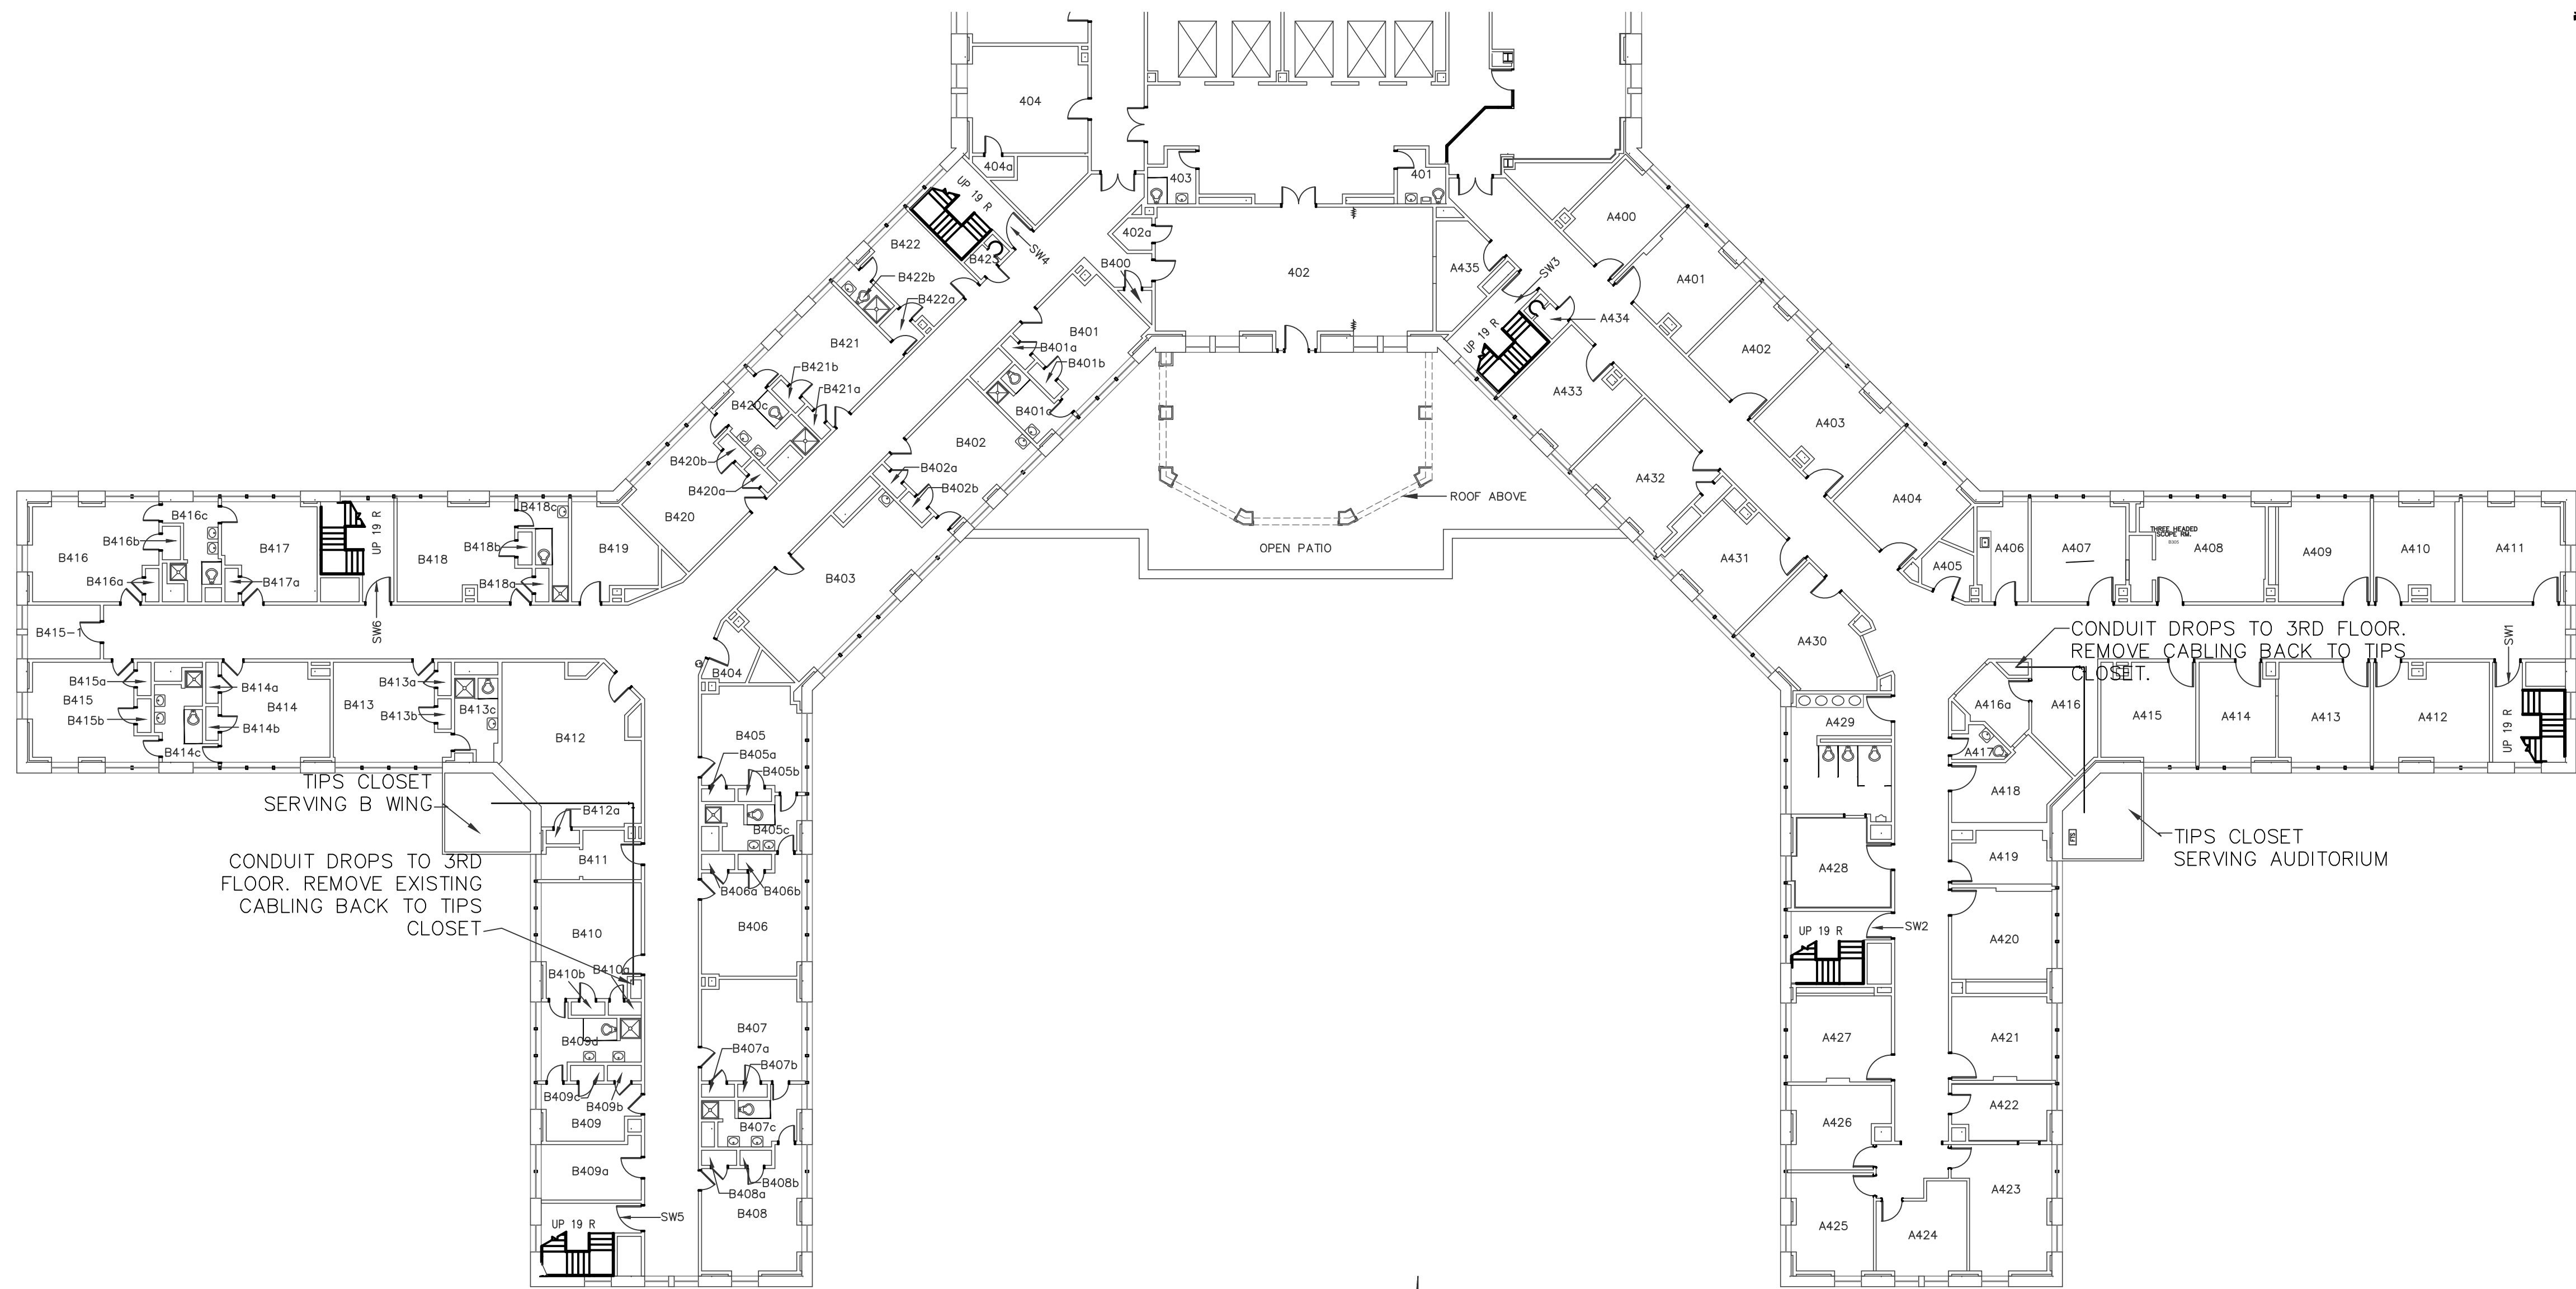 404
404a
UP 19 R
403
401
402a
SW4
B422
B423
B400
402
A435
SW3
A400
A401
B422b
B422a
A434
UP 19 R
B401
B401a
B401b
B421
A402
B421b
B421a
B420c
B401c
A433
A403
B402
B420b
B402a
B420a
B402b
A432
ROOF ABOVE
A404
B420
B416c
B416b
B416
B417
UP 19 R
B418c
B418
B418b
B419
B416a
B417a
B418a
OPEN PATIO
THREE HEADED
SCOPE RM.
B305
A406
A407
A408
A409
A410
A411
A431
A405
B403
B415-1
SW6
A430
CONDUIT DROPS TO 3RD FLOOR.
REMOVE CABLING BACK TO TIPS
CLOSET.
SW1
B404
B415a
B415
B415b
B414a
B414
B414b
B414c
B413a
B413
B413b
B413c
A416a
A416
A415
A414
A413
A412
UP 19 R
B412
B405
A429
A417
TIPS CLOSET
SERVING B WING
B405a
B405b
A418
B412a
B405c
TIPS CLOSET
SERVING AUDITORIUM
CONDUIT DROPS TO 3RD
FLOOR. REMOVE EXISTING
CABLING BACK TO TIPS
CLOSET
B411
A419
A428
B406a
B406b
B410
B406
UP 19 R
SW2
A420
B410b
B410a
B409d
B407
B407a
B407b
A427
A421
B409c
B409b
B409
B407c
A426
A422
B409a
B408a
B408b
B408
A423
SW5
UP 19 R
A425
A424